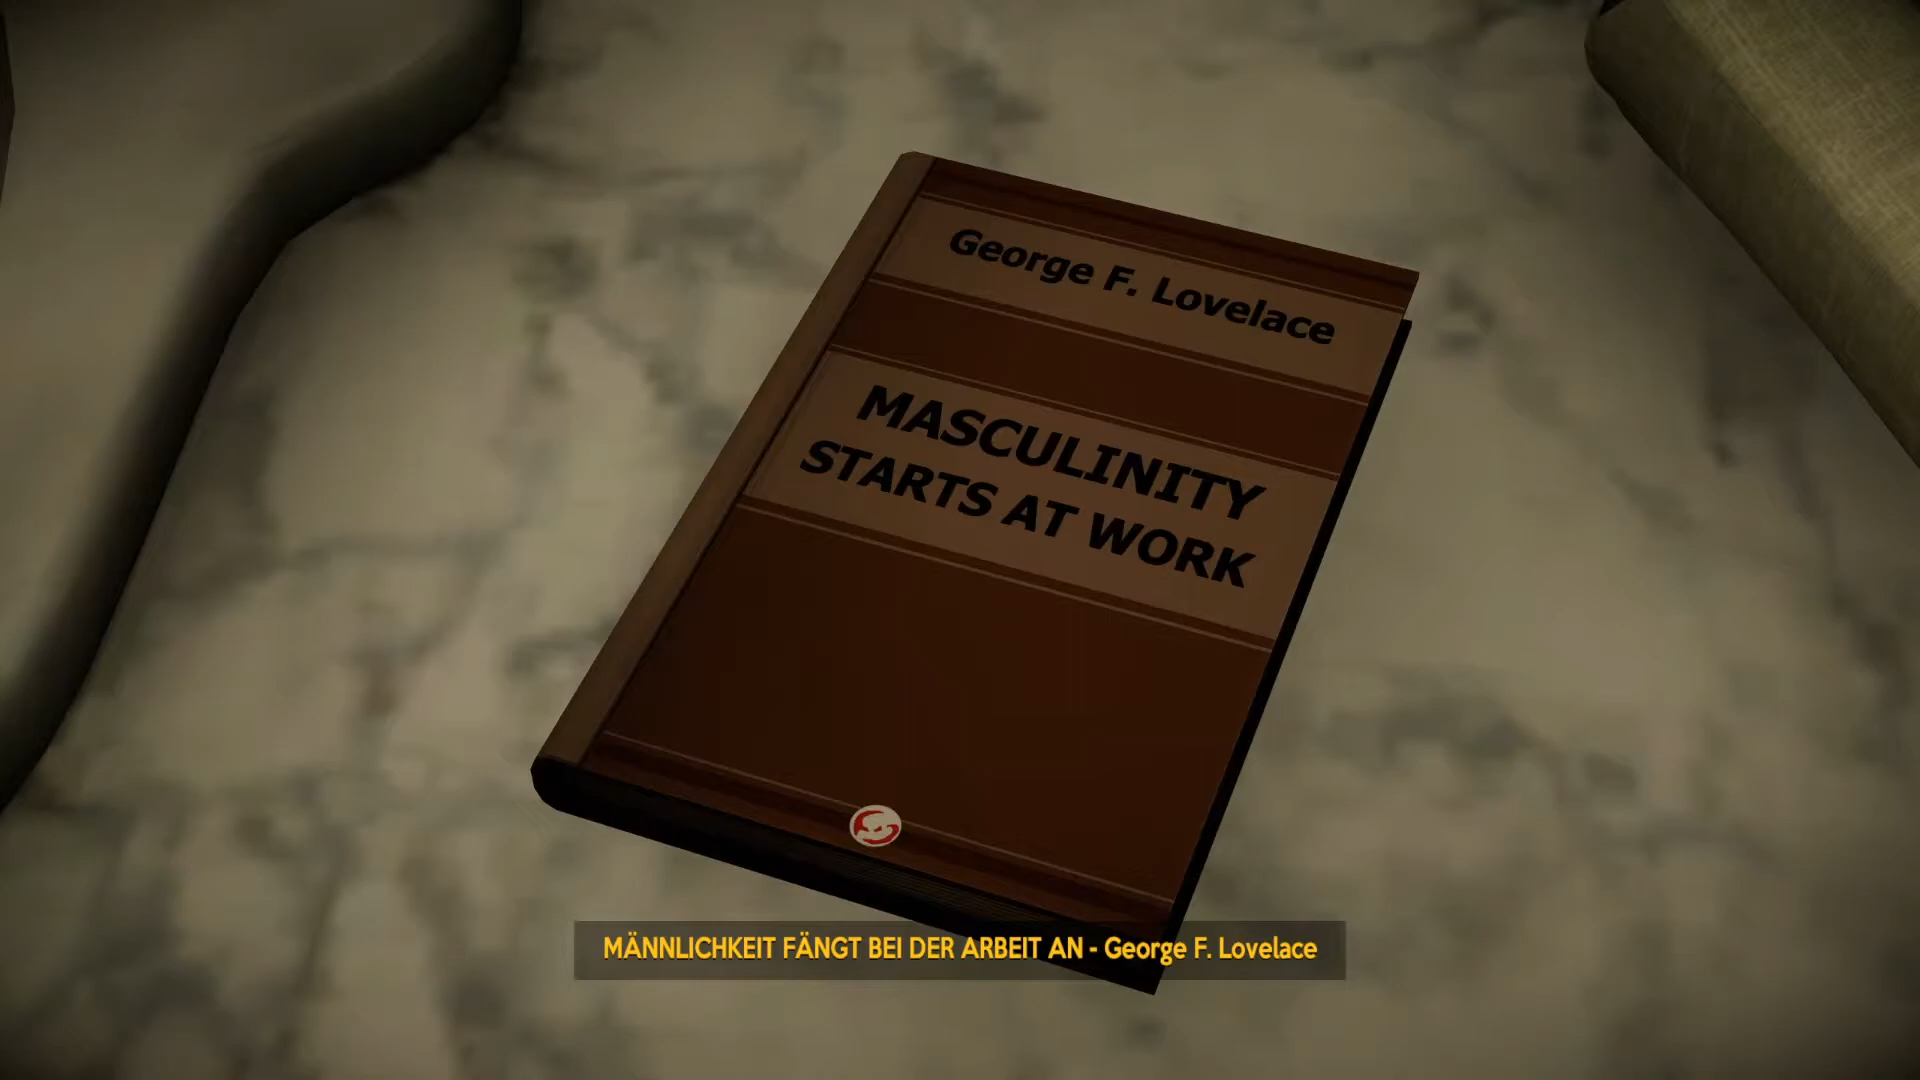 George F. Lovelace
MASCULINITY
STARTS AT WORK
MÄNNLICHKEIT FÄNGT BEI DER ARBEIT AN - George F. Lovelace